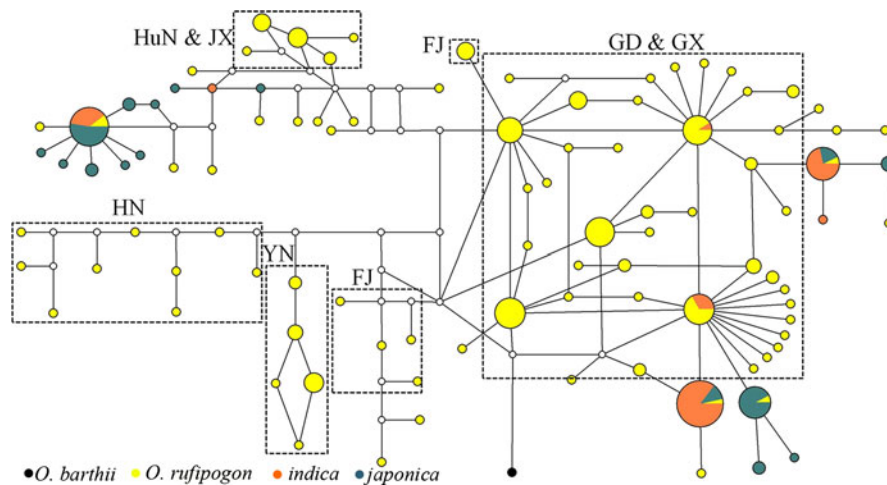 HuN & JX
FJ
GD & GX
HN
YN
FJ
O. barthii O. rufipogon indica japonica